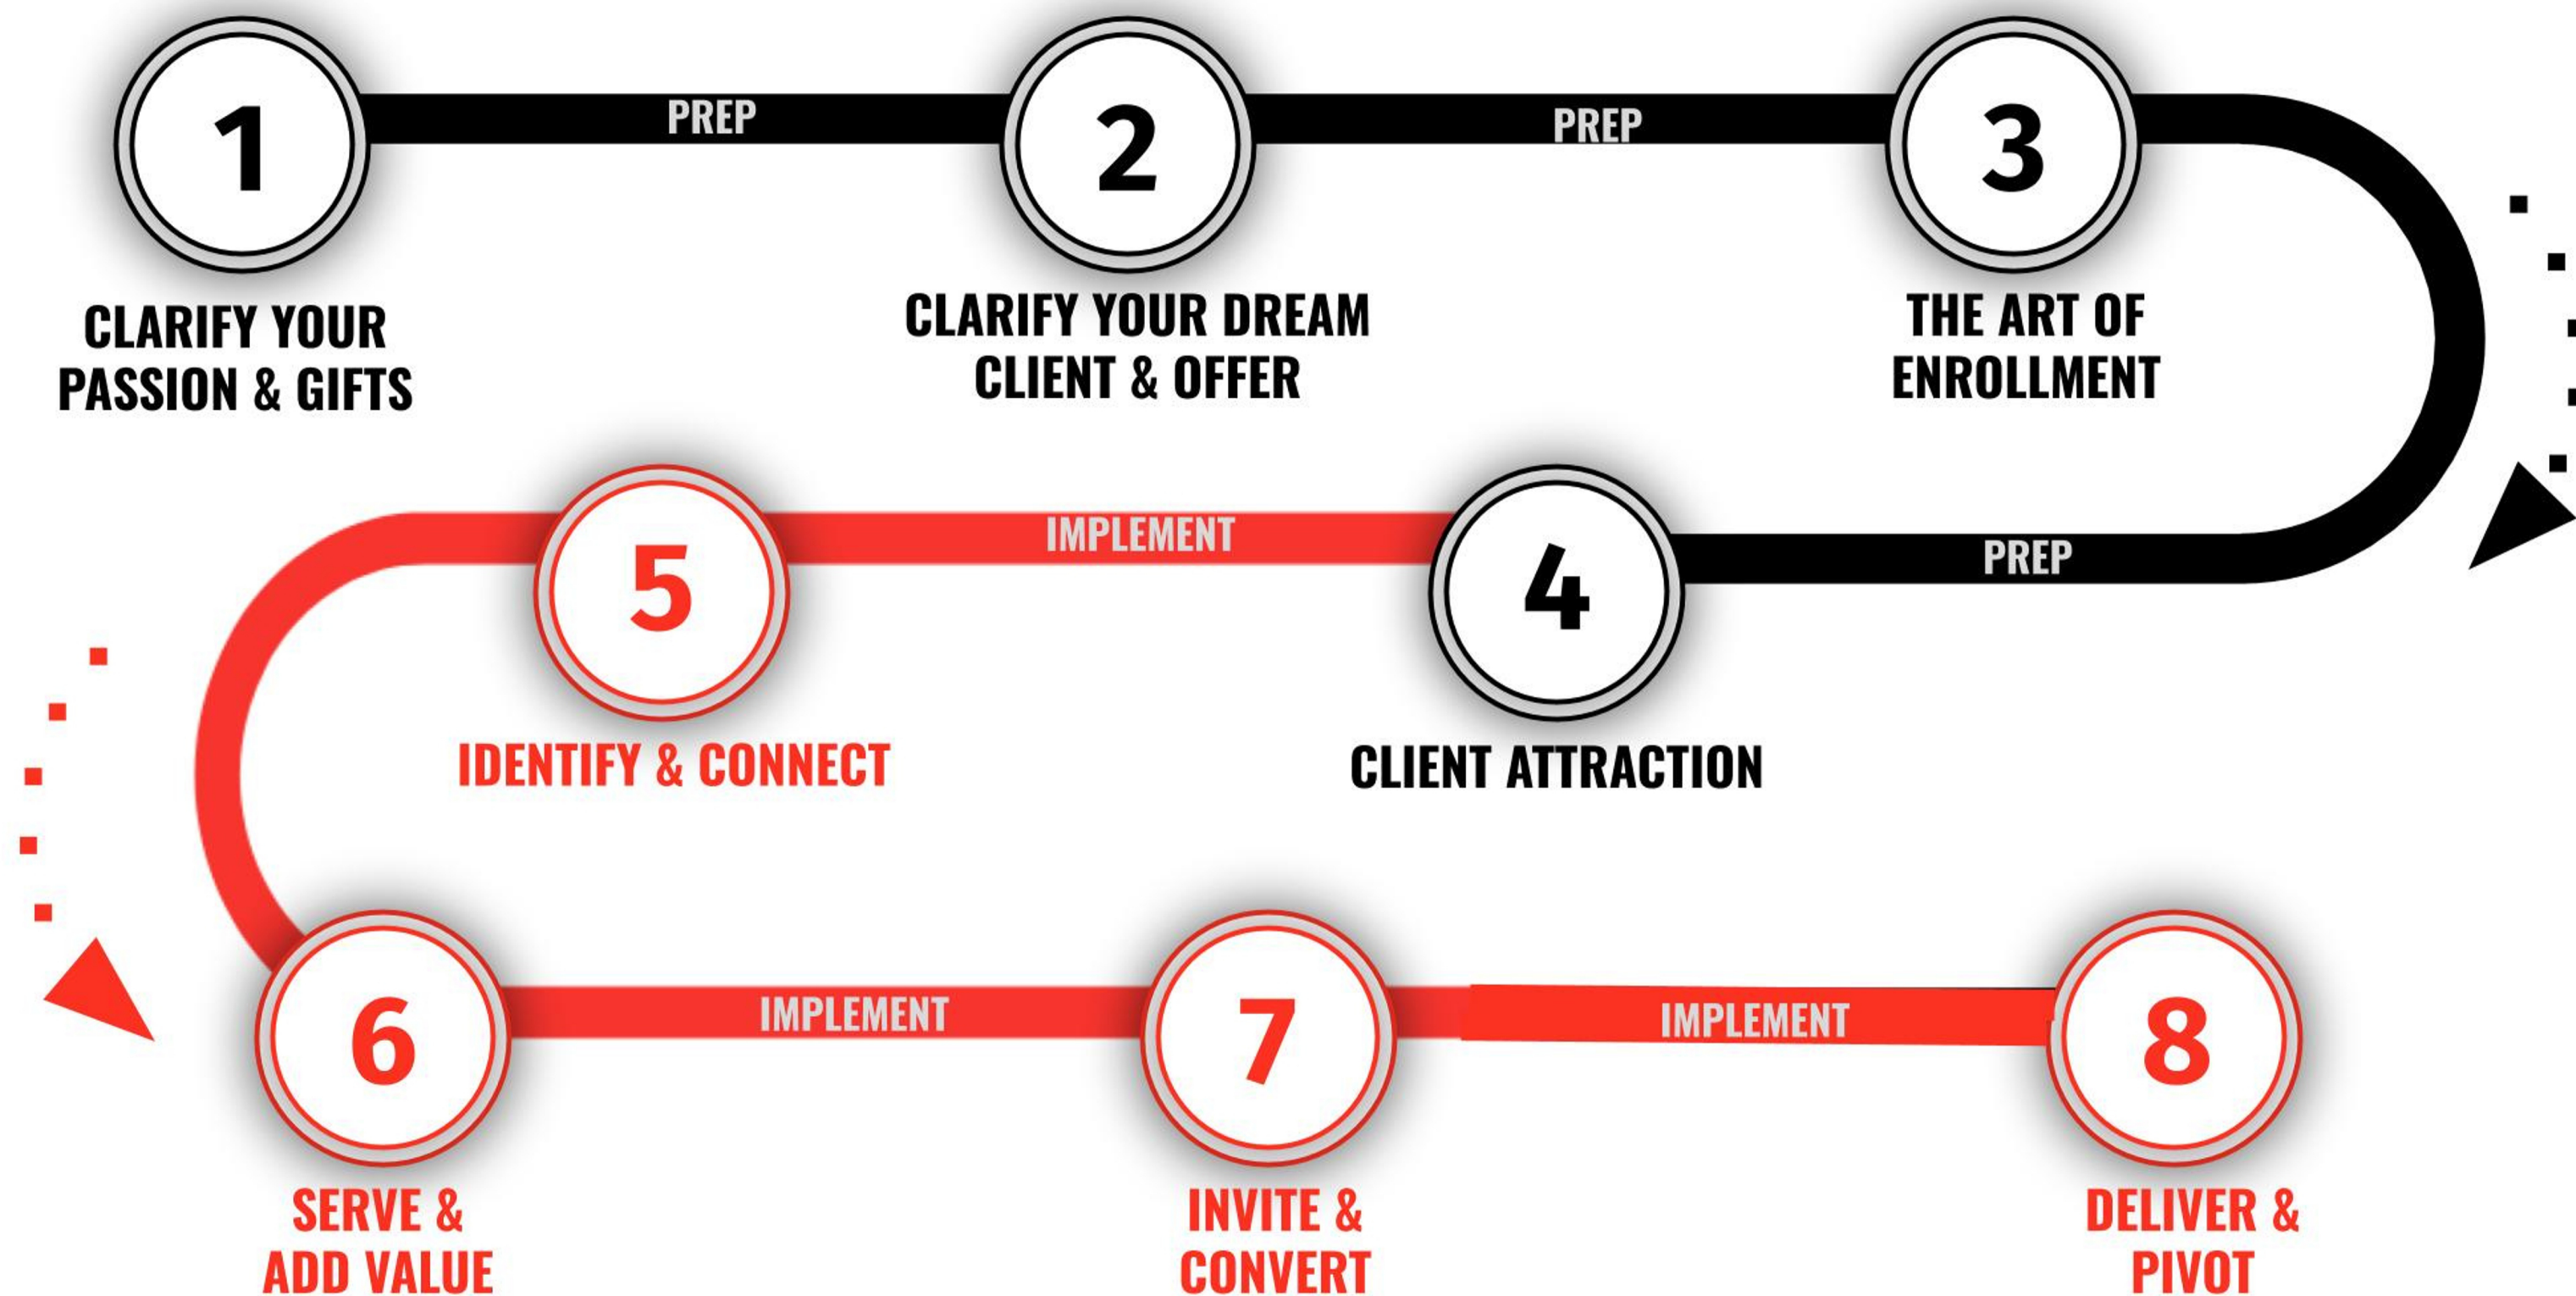 1
PREP
2
PREP
3
CLARIFY YOUR
PASSION & GIFTS
CLARIFY YOUR DREAM
CLIENT & OFFER
THE ART OF
ENROLLMENT
PREP
4
CLIENT ATTRACTION
IMPLEMENT
5
IDENTIFY & CONNECT
6
IMPLEMENT
7
IMPLEMENT
8
SERVE &
ADD VALUE
INVITE &
CONVERT
DELIVER &
PIVOT